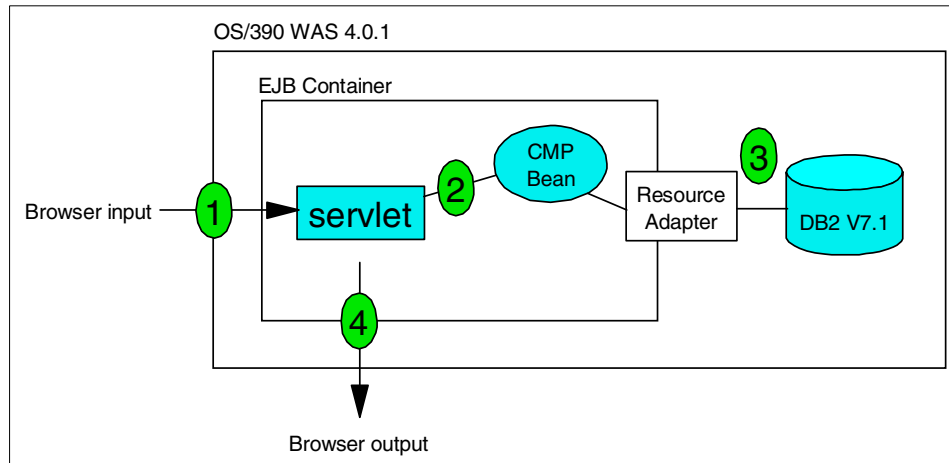 OS/390 WAS 4.0.1
EJB Container
CMP
Bean
3
2
Resource
Adapter
DB2 V7.1
Browser input
1
servlet
4
Browser output